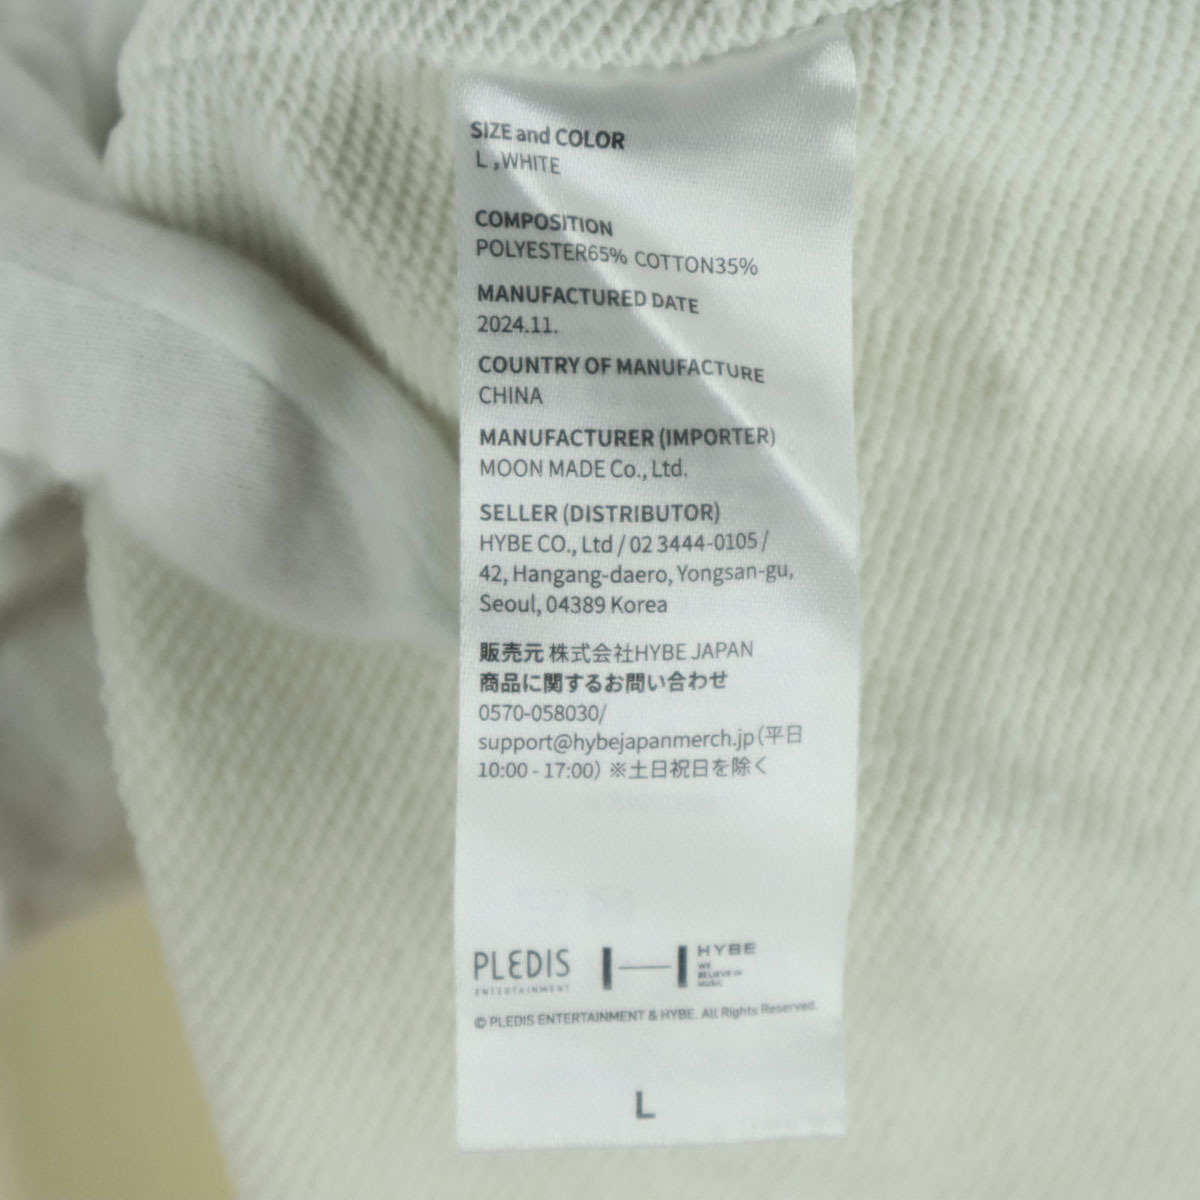 SIZE and COLOR
L ,WHITE
COMPOSITION
POLYESTER65% COTTON35%
MANUFACTURED DATE
2024.11.
COUNTRY OF MANUFACTURE
CHINA
MANUFACTURER (IMPORTER)
MOON MADE Co., Ltd.
SELLER (DISTRIBUTOR)
HYBE CO., Ltd / 02 3444-0105 /
42, Hangang-daero, Yongsan-gu,
Seoul, 04389 Korea
販売元 株式会社HYBE JAPAN
商品に関するお問い合わせ
0570-058030/
support@hybejapanmerch.jp (平日
10:00 - 17:00) ※土日祝日を除く
PLEDIS
ENTERTAINMENT
HYBE
WE
BELIEVE IN
MUSIC
© PLEDIS ENTERTAINMENT & HYBE. All Rights Reserved.
L